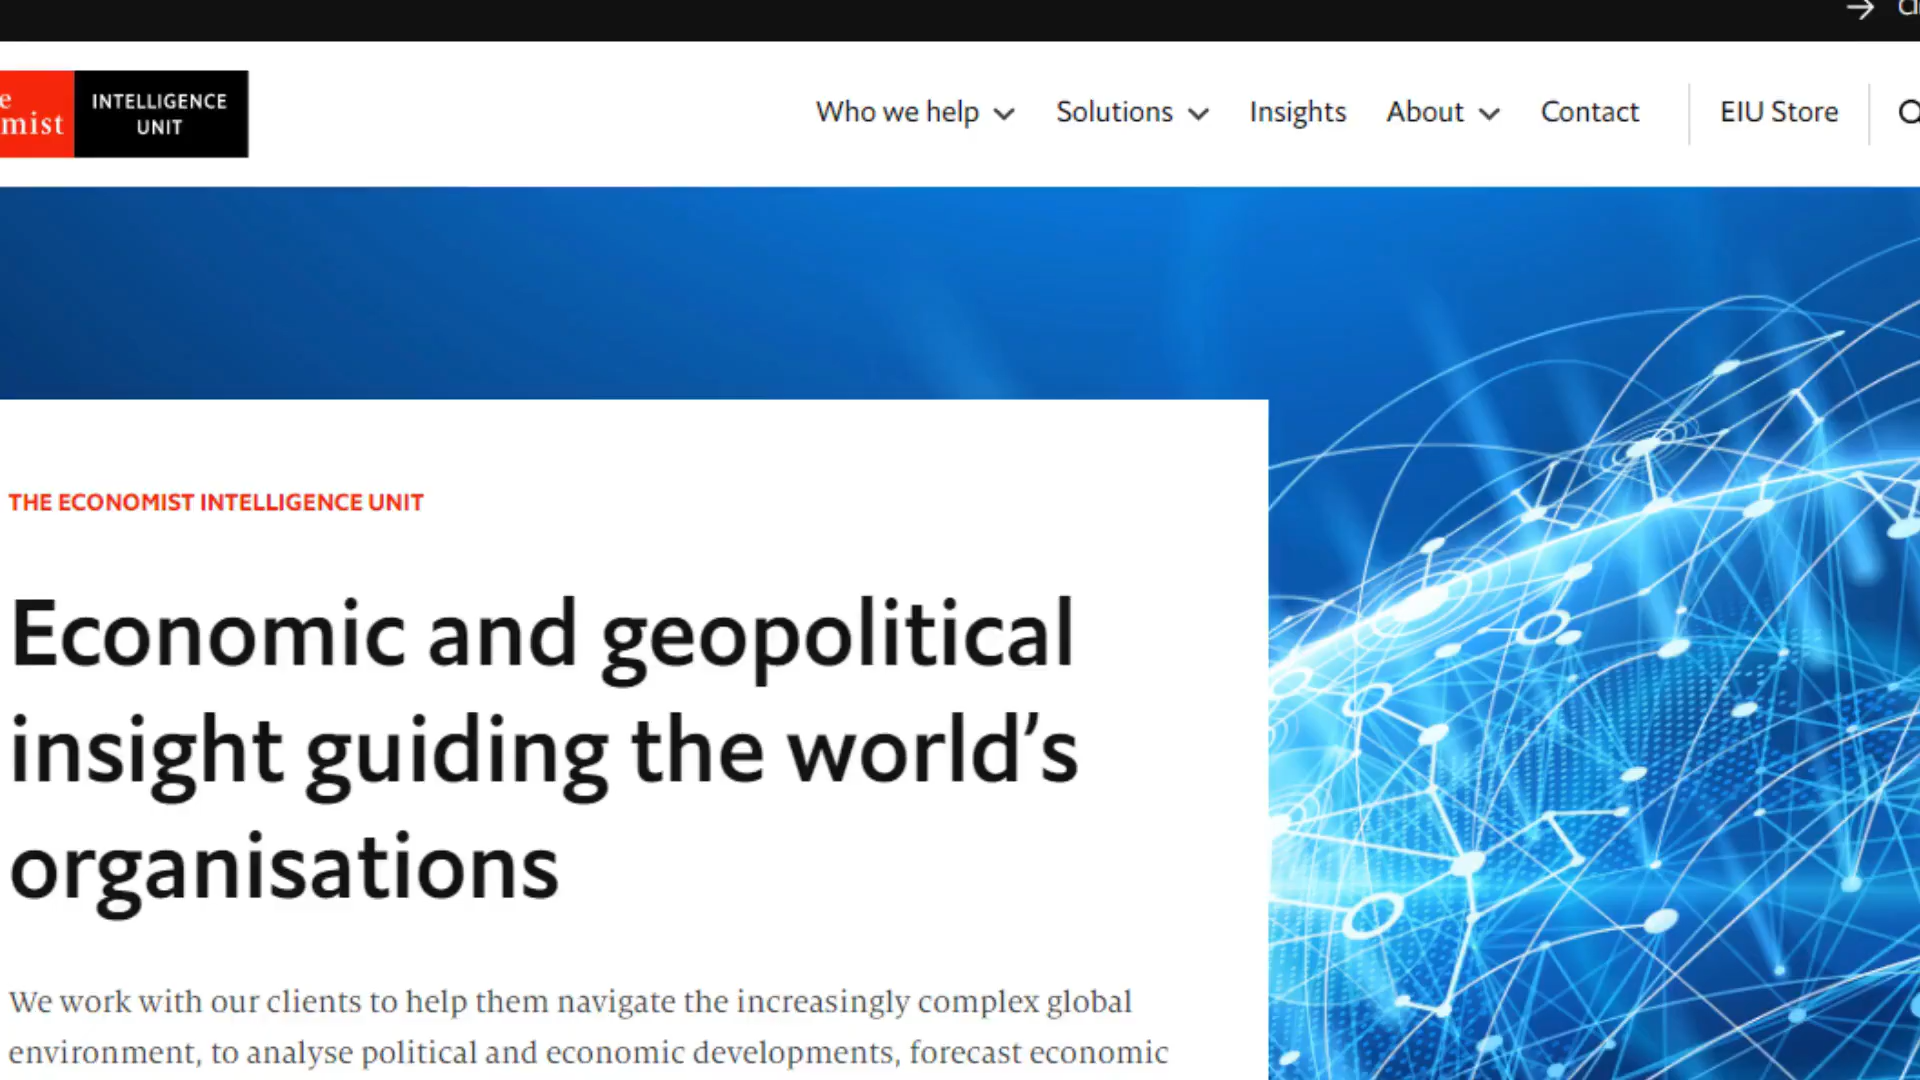 INTELLIGENCE
mist
UNIT
Who we help
Solutions
Insights
About
Contact
EIU Store
THE ECONOMIST INTELLIGENCE UNIT
Economic and geopolitical
insight guiding the world’s
organisations
We work with our clients to help them navigate the increasingly complex global
environment, to analyse political and economic developments, forecast economic